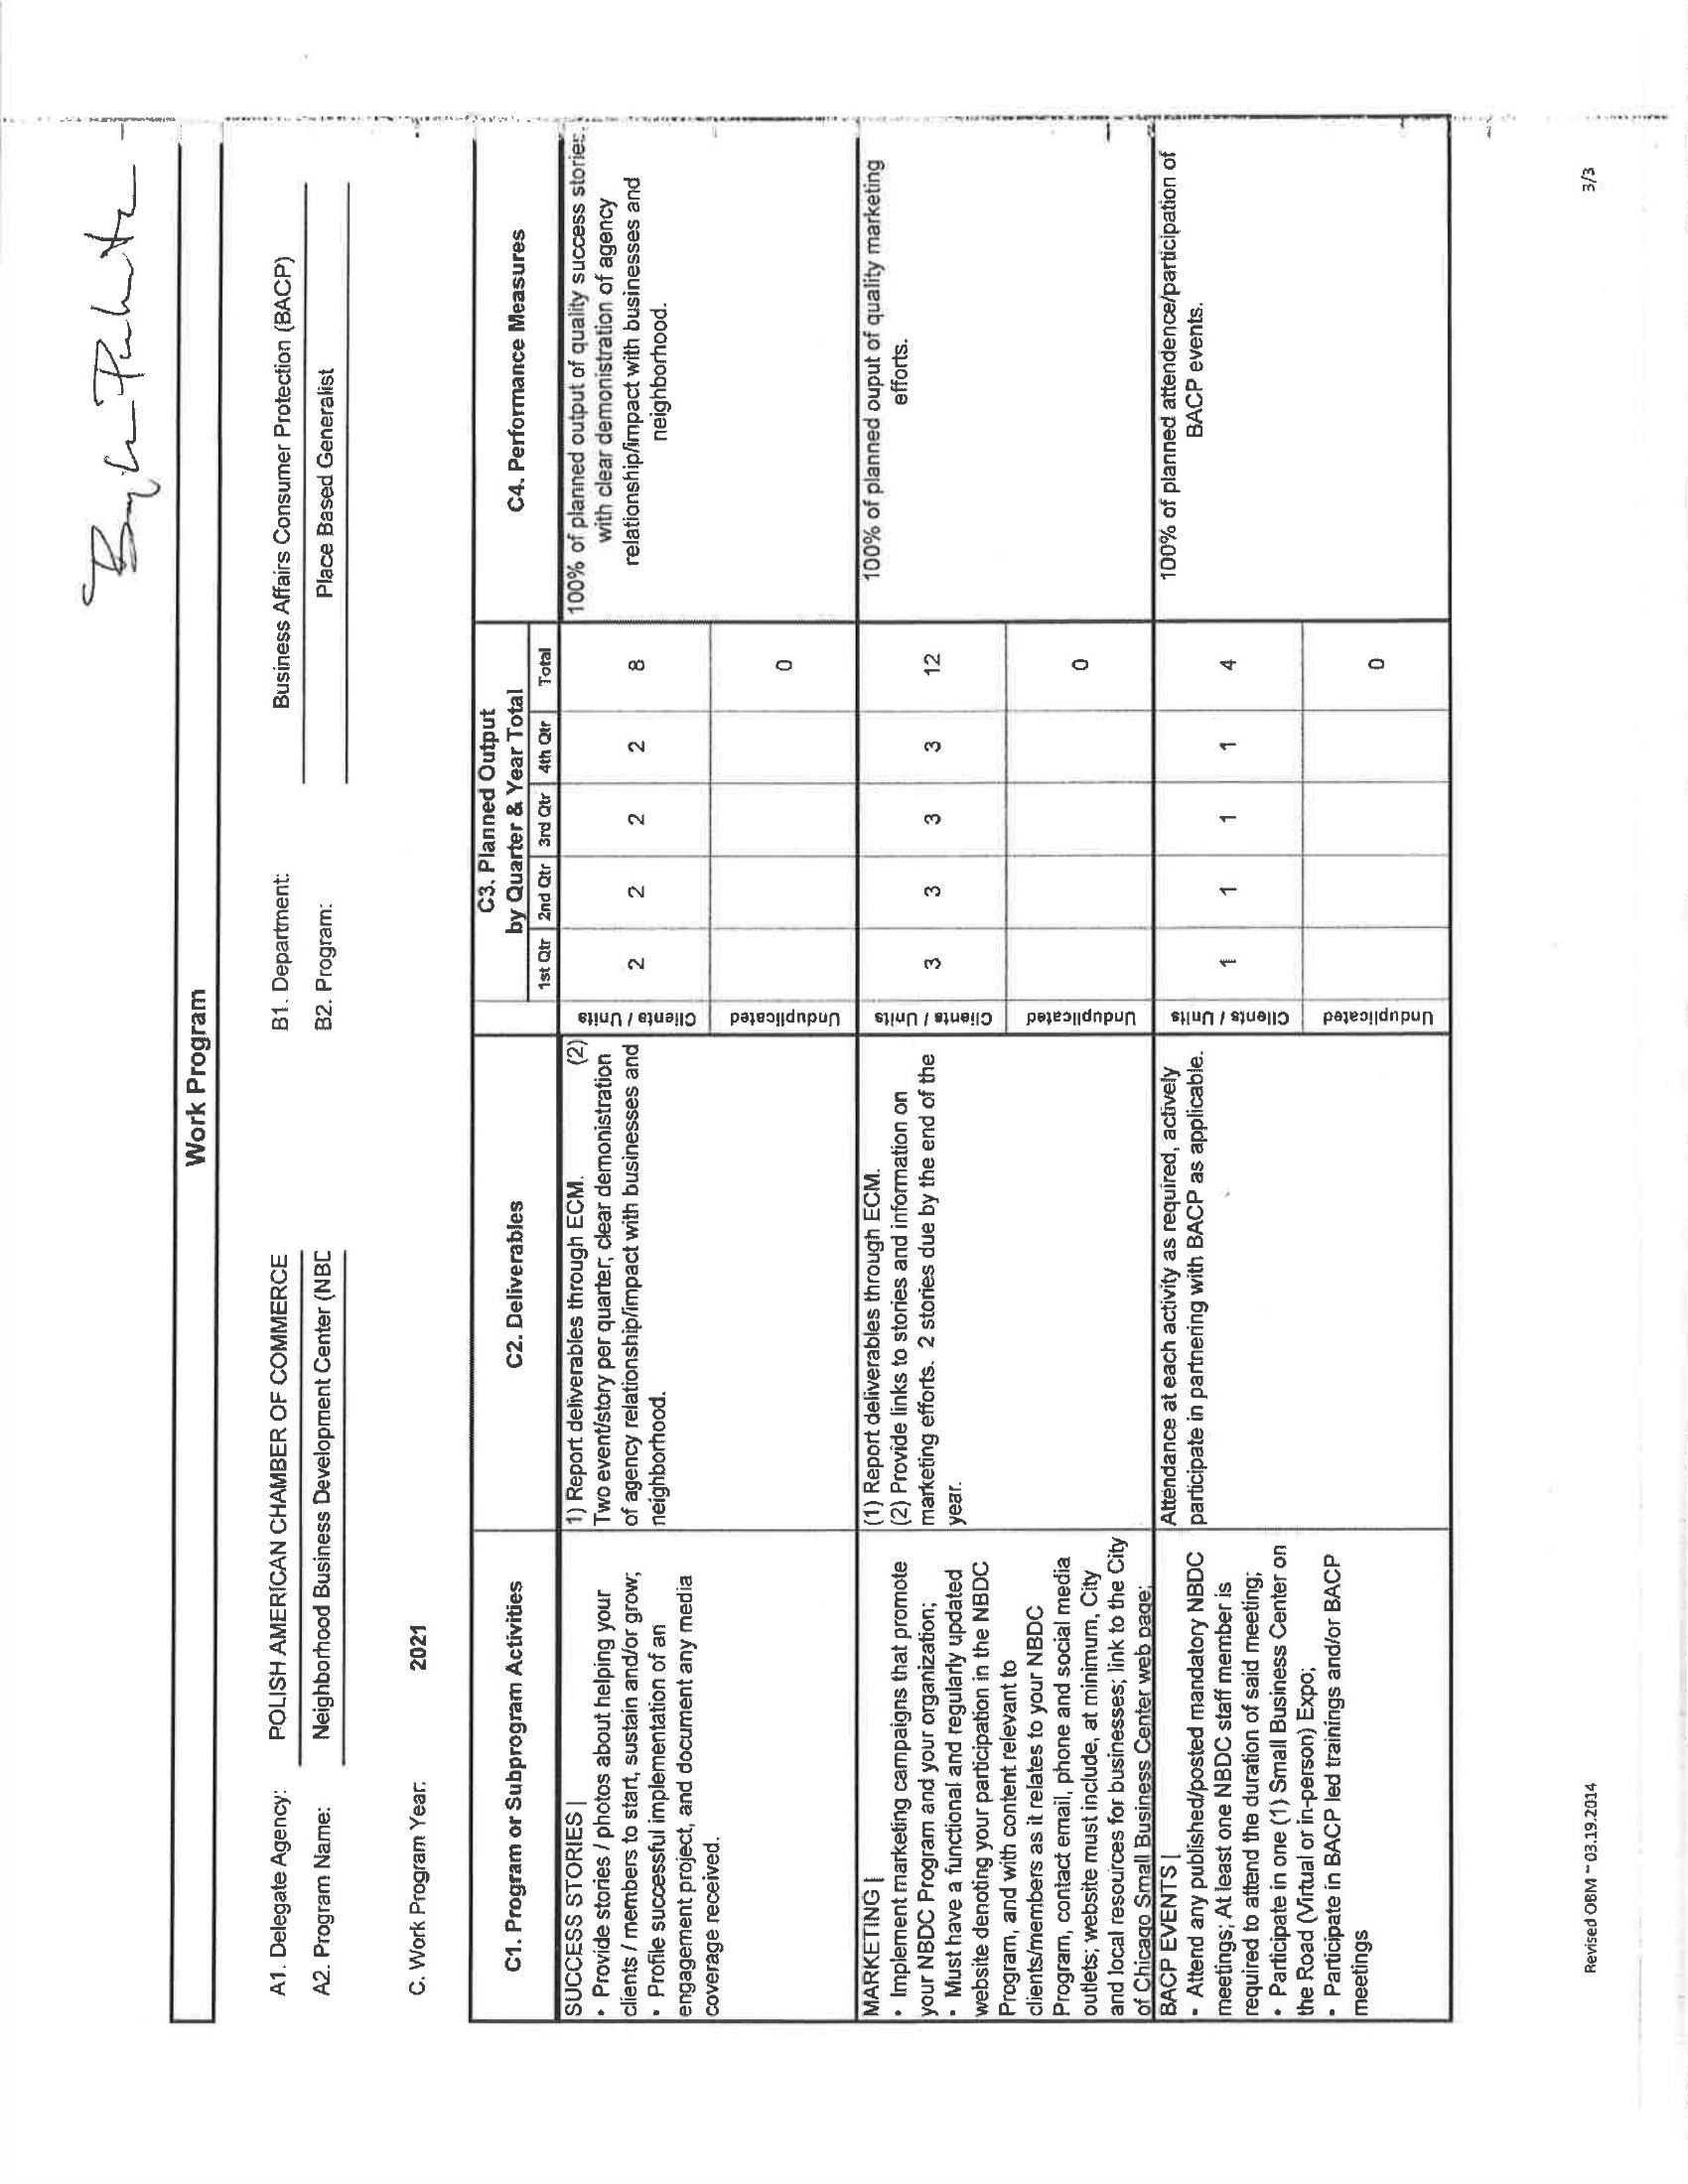 Work Program
A1. Delegate Agency: POLISH AMERICAN CHAMBER OF COMMERCE
B1. Department: Business Affairs Consumer Protection (BACP)
A2. Program Name: Neighborhood Business Development Center (NBD
B2. Program: Place Based Generalist
C. Work Program Year: 2021
C1. Program or Subprogram Activities
C2. Deliverables
C3. Planned Output
by Quarter & Year Total
1st Qtr 2nd Qtr 3rd Qtr 4th Qtr Total
C4. Performance Measures
SUCCESS STORIES |
• Provide stories / photos about helping your
clients / members to start, sustain and/or grow;
• Profile successful implementation of an
engagement project, and document any media
coverage received.
1) Report deliverables through ECM. (2)
Two event/story per quarter; clear demonistration
of agency relationship/impact with businesses and
neighborhood.
Clients / Units 2 2 2 2 8
Unduplicated 0
100% of planned output of quality success stories.
with clear demonistration of agency
relationship/impact with businesses and
neighborhood.
MARKETING |
• Implement marketing campaigns that promote
your NBDC Program and your organization;
• Must have a functional and regularly updated
website denoting your participation in the NBDC
Program, and with content relevant to
clients/members as it relates to your NBDC
Program, contact email, phone and social media
outlets; website must include, at minimum, City
and local resources for businesses; link to the City
of Chicago Small Business Center web page;
(1) Report deliverables through ECM.
(2) Provide links to stories and information on
marketing efforts. 2 stories due by the end of the
year.
Clients / Units 3 3 3 3 12
Unduplicated 0
100% of planned ouput of quality marketing
efforts.
BACP EVENTS |
• Attend any published/posted mandatory NBDC
meetings; At least one NBDC staff member is
required to attend the duration of said meeting;
• Participate in one (1) Small Business Center on
the Road (Virtual or in-person) Expo;
• Participate in BACP led trainings and/or BACP
meetings
Attendance at each activity as required, actively
participate in partnering with BACP as applicable.
Clients / Units 1 1 1 1 4
Unduplicated 0
100% of planned attendence/participation of
BACP events.
Revised OBM ~ 03.19.2014
3/3